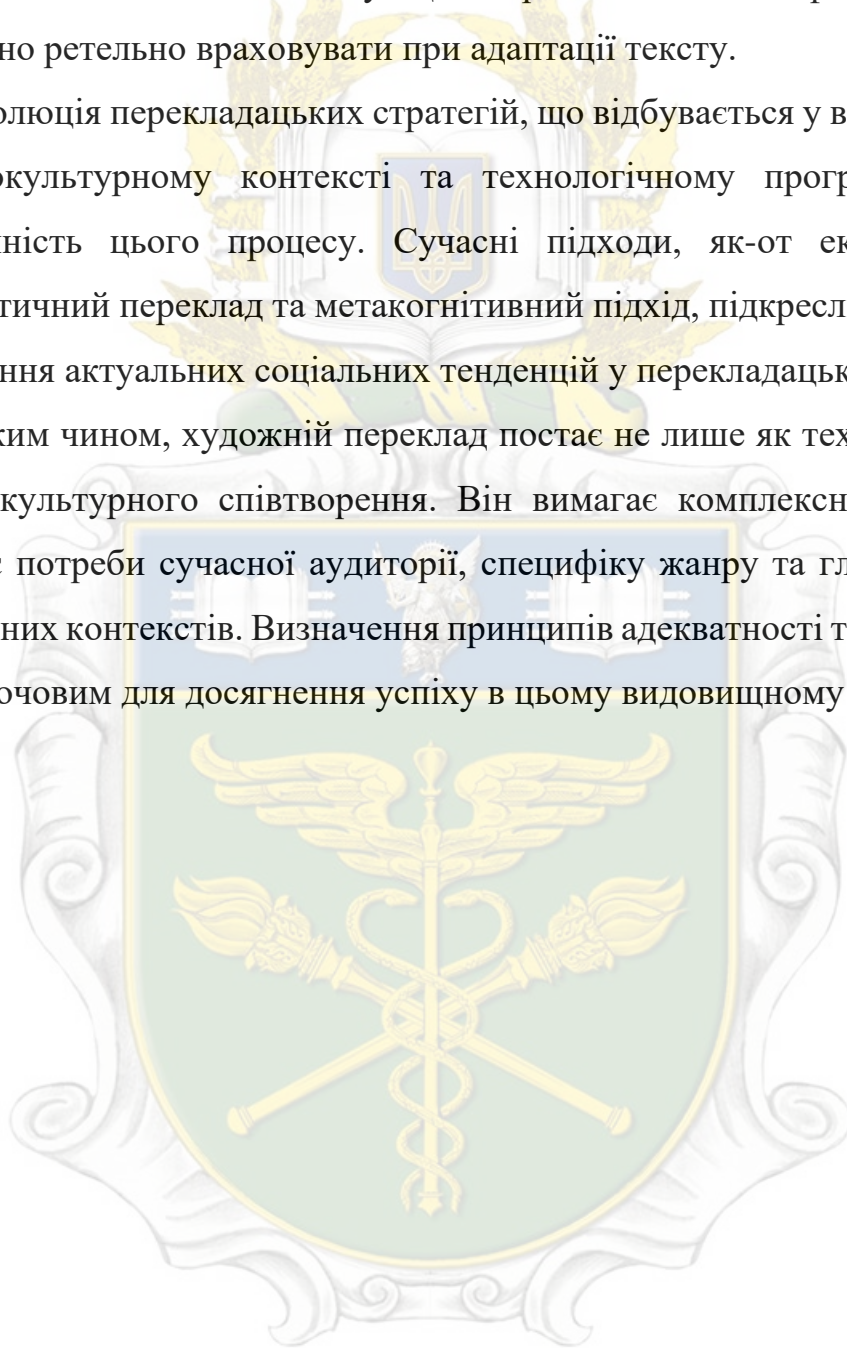 но ретельно враховувати при адаптації тексту.
олюція перекладацьких стратегій, що відбувається у в
окультурному контексті та технологічному прогр
ність цього процесу. Сучасні підходи, як-от ек
тичний переклад та метакогнітивний підхід, підкресл
ння актуальних соціальних тенденцій у перекладацьк
ким чином, художній переклад постає не лише як тех
культурного співтворення. Він вимагає комплексн
є потреби сучасної аудиторії, специфіку жанру та гл
них контекстів. Визначення принципів адекватності т
ючовим для досягнення успіху в цьому видовищному